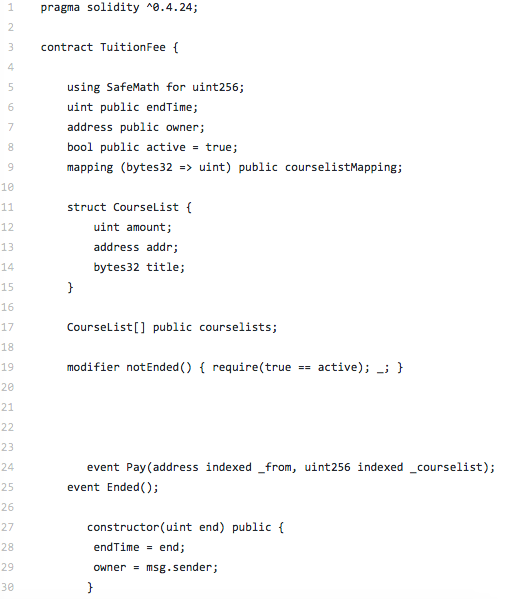 1 pragma solidity ^0.4.24;
2
3 contract TuitionFee {
4
5     using SafeMath for uint256;
6     uint public endTime;
7     address public owner;
8     bool public active = true;
9     mapping (bytes32 => uint) public courselistMapping;
10
11     struct CourseList {
12         uint amount;
13         address addr;
14         bytes32 title;
15     }
16
17     CourseList[] public courselists;
18
19     modifier notEnded() { require(true == active); _; }
20
21
22
23
24        event Pay(address indexed _from, uint256 indexed _courselist);
25     event Ended();
26
27        constructor(uint end) public {
28         endTime = end;
29         owner = msg.sender;
30        }